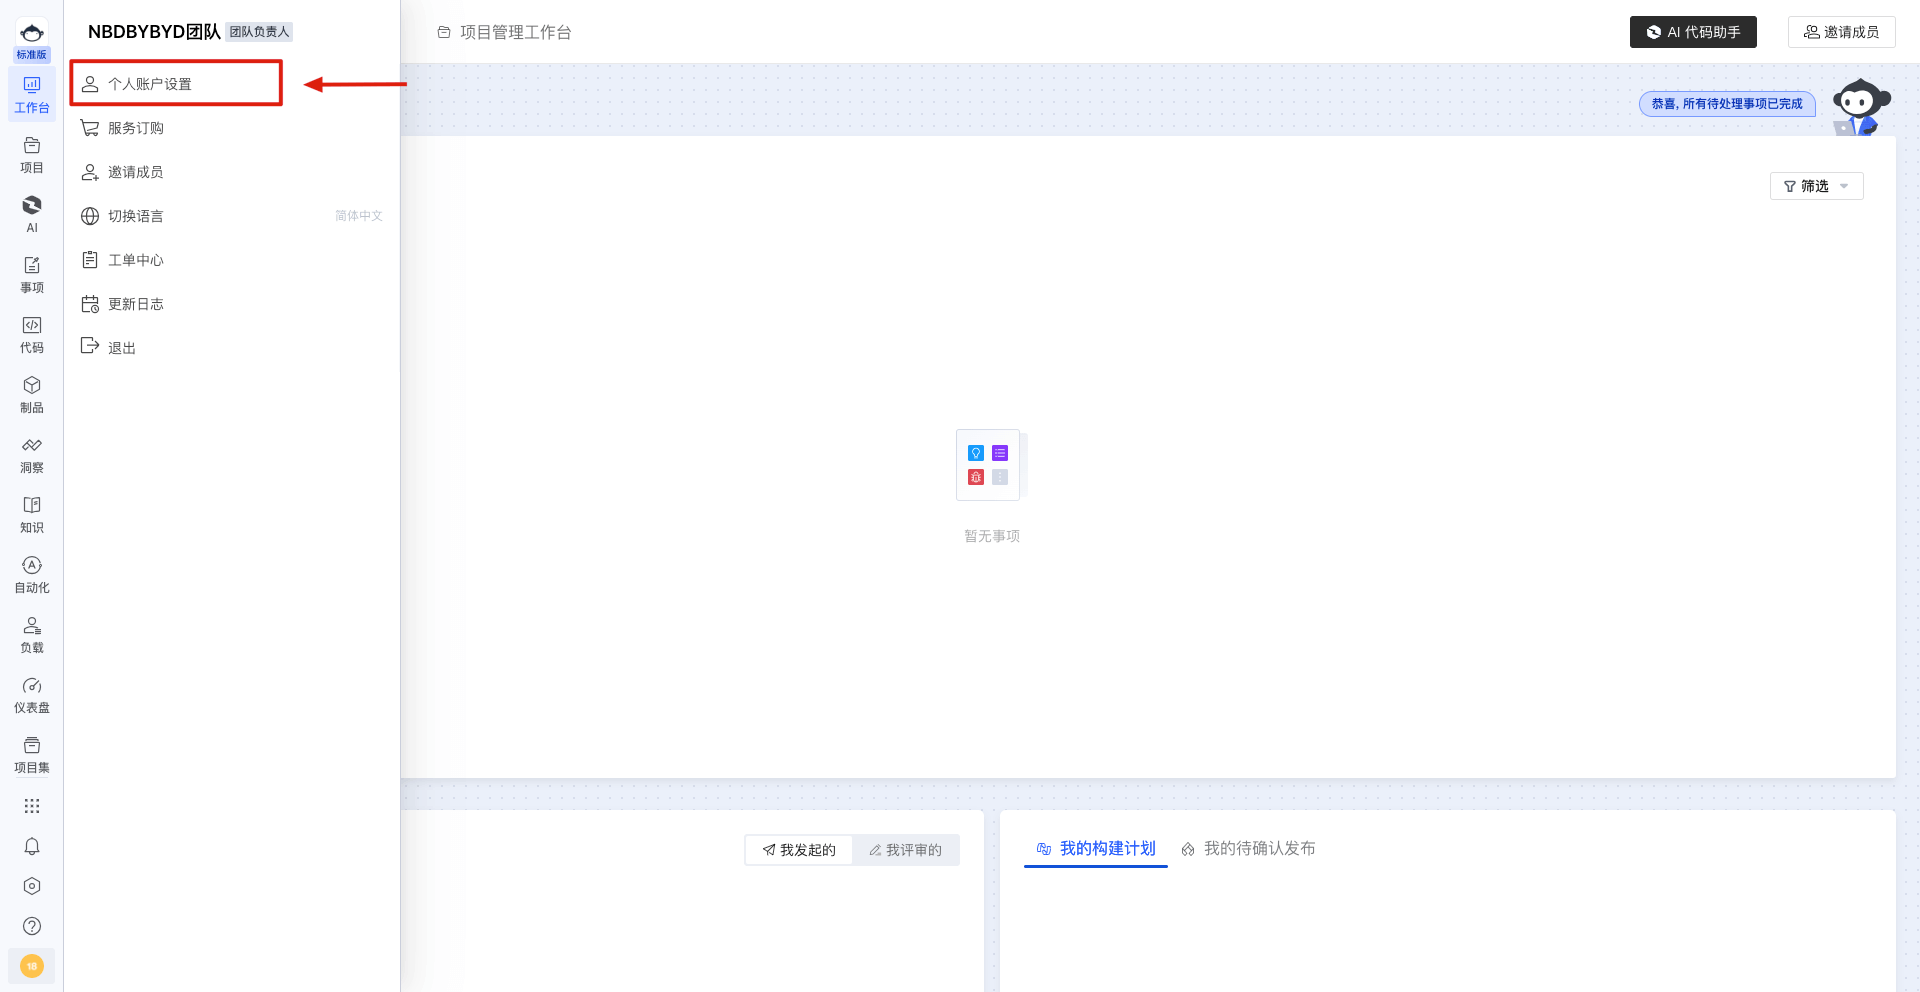 标准版
工作台
项目
AI
事项
代码
制品
洞察
知识
自动化
负载
仪表盘
项目集
18
NBDBYBYD团队 团队负责人
个人账户设置
服务订购
邀请成员
切换语言 简体中文
工单中心
更新日志
退出
项目管理工作台
AI 代码助手
邀请成员
恭喜, 所有待处理事项已完成
筛选
暂无事项
我发起的 我评审的
我的构建计划 我的待确认发布